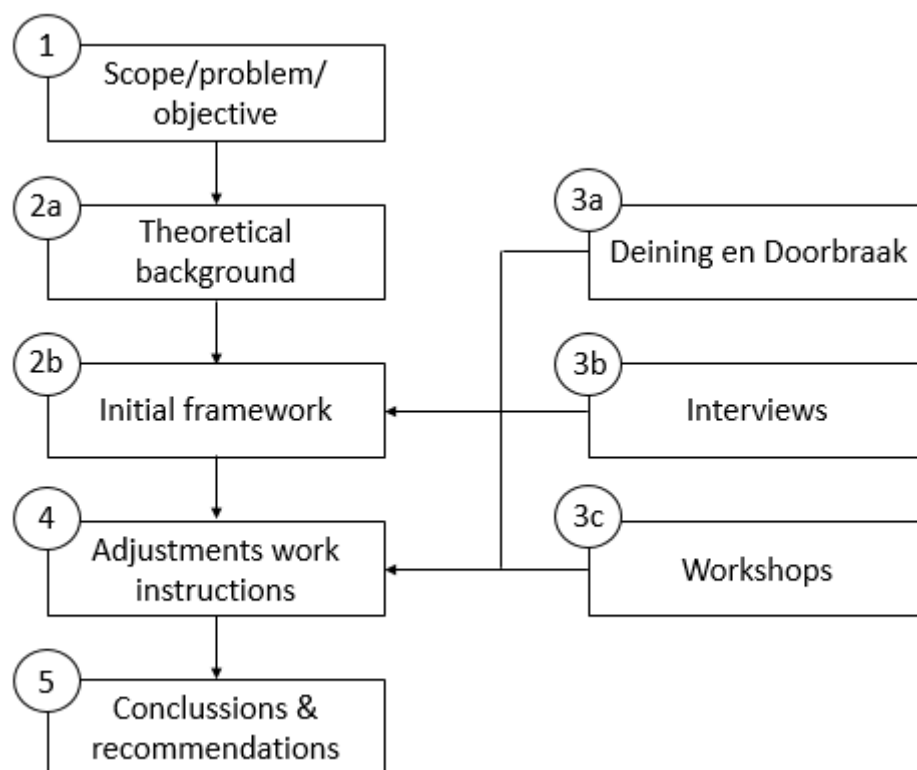 1
Scope/problem/
objective
2a
Theoretical
background
2b
Initial framework
4
Adjustments work
instructions
5
Conclussions &
recommendations
3a
Deining en Doorbraak
3b
Interviews
3c
Workshops